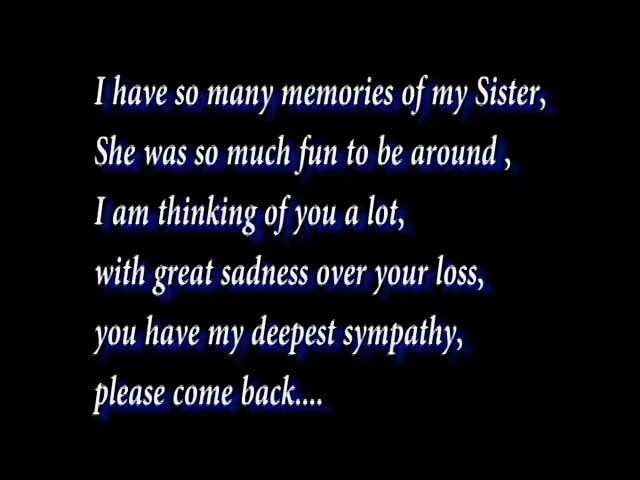 I have so many memories of my Sister,
She was so much fun to be around ,
I am thinking of you a lot,
with great sadness over your loss,
you have my deepest sympathy,
please come back....